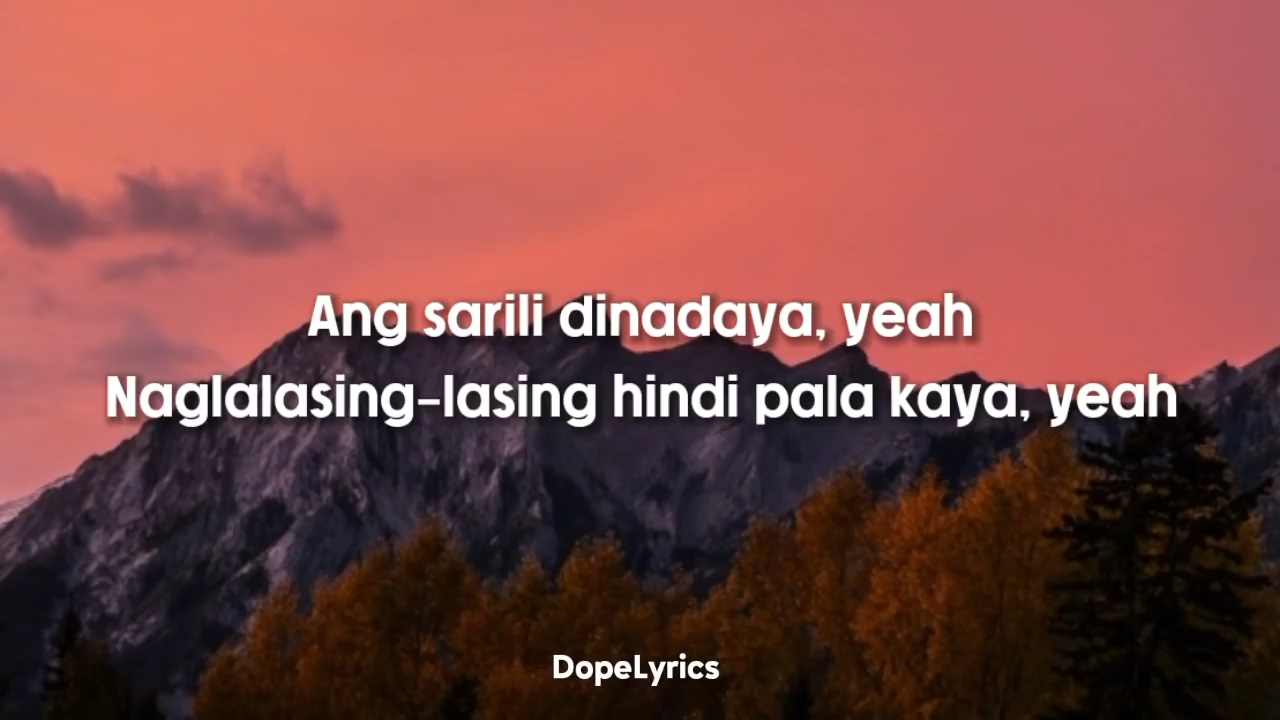 Ang sarili dinadaya, yeah
Naglalasing-lasing hindi pala kaya, yeah
DopeLyrics